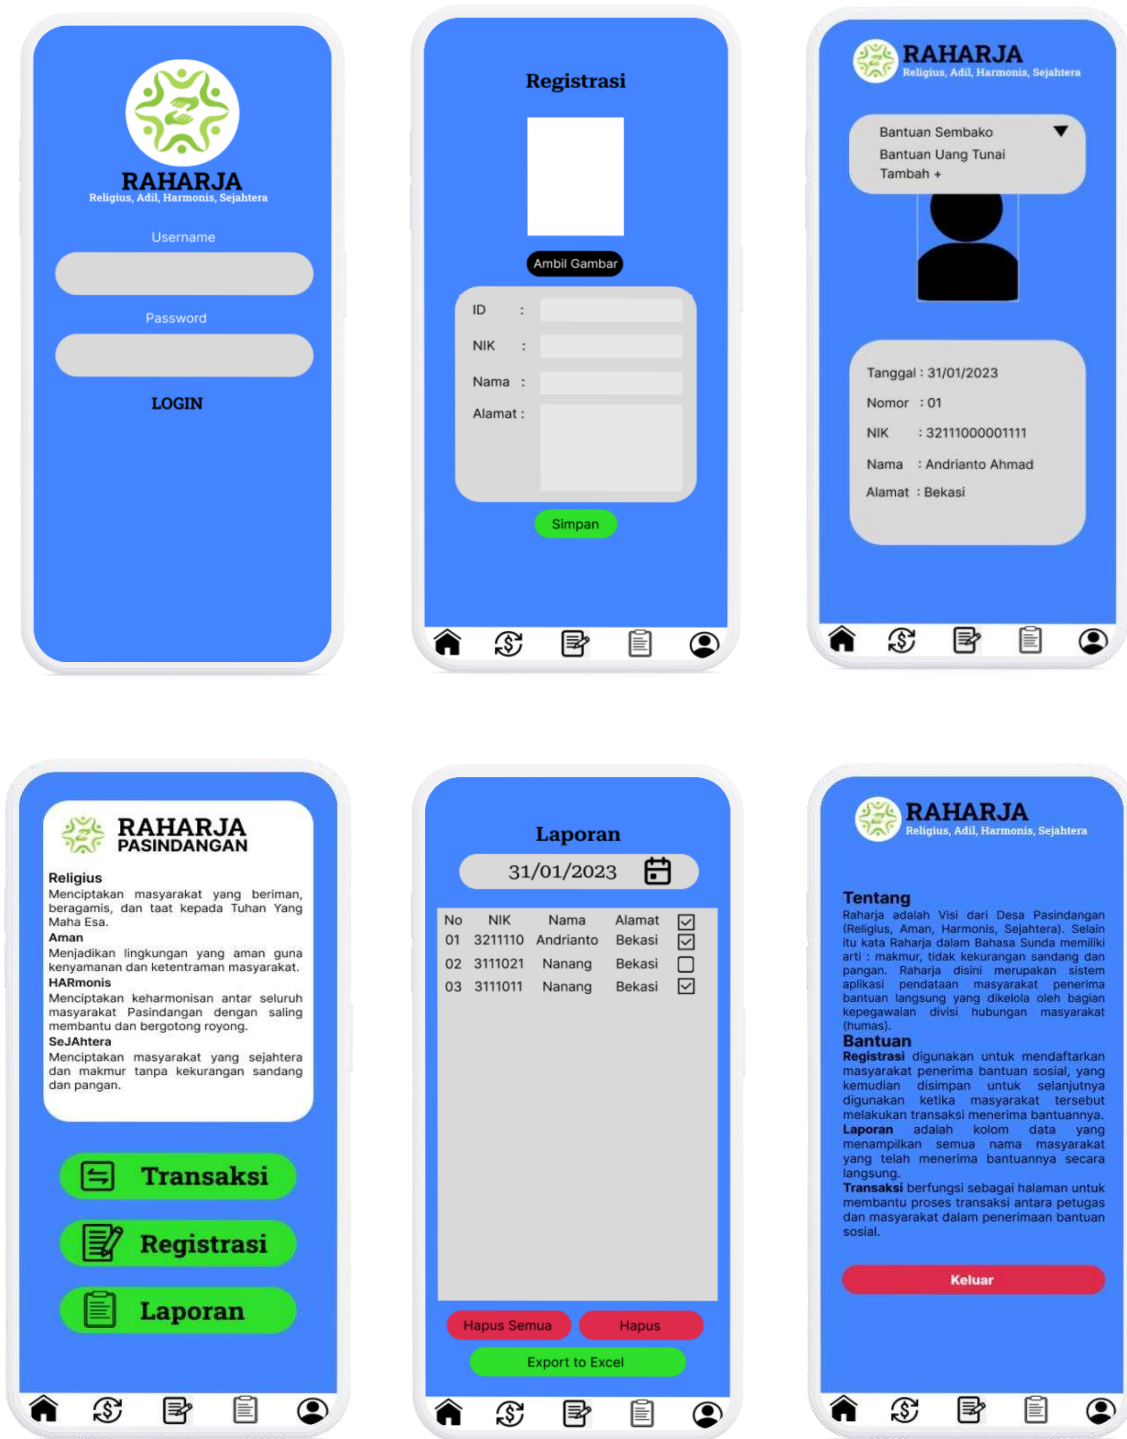 RAHARJA
Religius, Adil, Harmonis, Sejahtera
Username
Password
LOGIN
Registrasi
Ambil Gambar
ID :
NIK :
Nama :
Alamat :
Simpan
RAHARJA
Religius, Adil, Harmonis, Sejahtera
Bantuan Sembako
Bantuan Uang Tunai
Tambah +
Tanggal : 31/01/2023
Nomor : 01
NIK : 32111000001111
Nama : Andrianto Ahmad
Alamat : Bekasi
RAHARJA
PASINDANGAN
Religius
Menciptakan masyarakat yang beriman,
beragamis, dan taat kepada Tuhan Yang
Maha Esa.
Aman
Menjadikan lingkungan yang aman guna
kenyamanan dan ketentraman masyarakat.
HARmonis
Menciptakan keharmonisan antar seluruh
masyarakat Pasindangan dengan saling
membantu dan bergotong royong.
SeJAhtera
Menciptakan masyarakat yang sejahtera
dan makmur tanpa kekurangan sandang
dan pangan.
Transaksi
Registrasi
Laporan
Laporan
31/01/2023
No NIK Nama Alamat
01 3211110 Andrianto Bekasi
02 3111021 Nanang Bekasi
03 3111011 Nanang Bekasi
Hapus Semua Hapus
Export to Excel
RAHARJA
Religius, Adil, Harmonis, Sejahtera
Tentang
Raharja adalah Visi dari Desa Pasindangan
(Religius, Aman, Harmonis, Sejahtera). Selain
itu kata Raharja dalam Bahasa Sunda memiliki
arti : makmur, tidak kekurangan sandang dan
pangan. Raharja disini merupakan sistem
aplikasi pendataan masyarakat penerima
bantuan langsung yang dikelola oleh bagian
kepegawaian divisi hubungan masyarakat
(humas).
Bantuan
Registrasi digunakan untuk mendaftarkan
masyarakat penerima bantuan sosial, yang
kemudian disimpan untuk selanjutnya
digunakan ketika masyarakat tersebut
melakukan transaksi menerima bantuannya.
Laporan adalah kolom data yang
menampilkan semua nama masyarakat
yang telah menerima bantuannya secara
langsung.
Transaksi berfungsi sebagai halaman untuk
membantu proses transaksi antara petugas
dan masyarakat dalam penerimaan bantuan
sosial.
Keluar